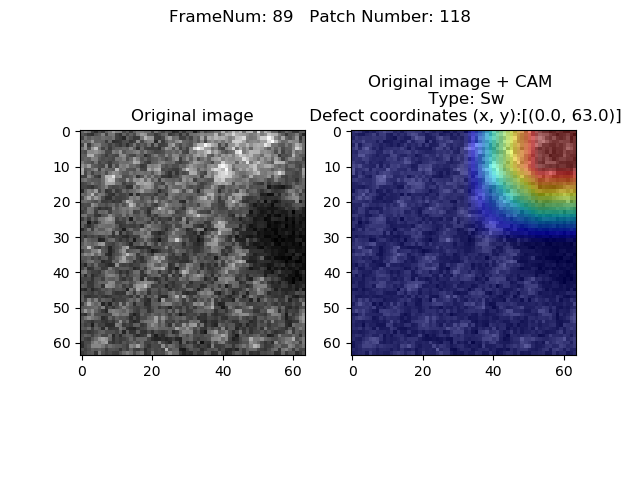 FrameNum: 89   Patch Number: 118
Original image
Original image + CAM
Type: Sw
Defect coordinates (x, y):[(0.0, 63.0)]
0
10
20
30
40
50
60
0 20 40 60
0
10
20
30
40
50
60
0 20 40 60